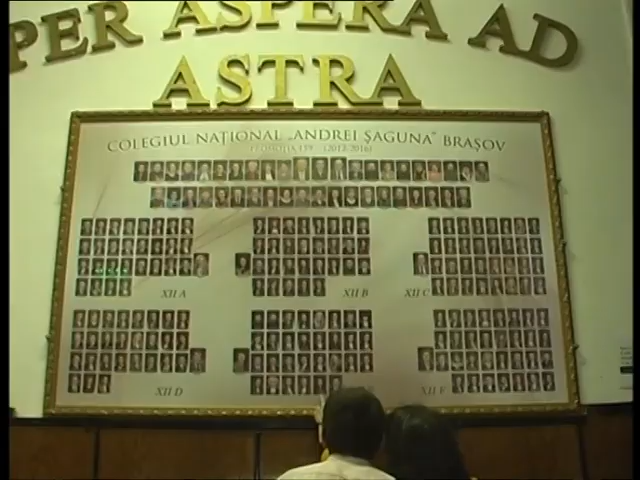 PER ASPERA AD
ASTRA
COLEGIUL NAȚIONAL „ANDREI ȘAGUNA” BRAȘOV
XII A
XII B
XII C
XII D
XII F